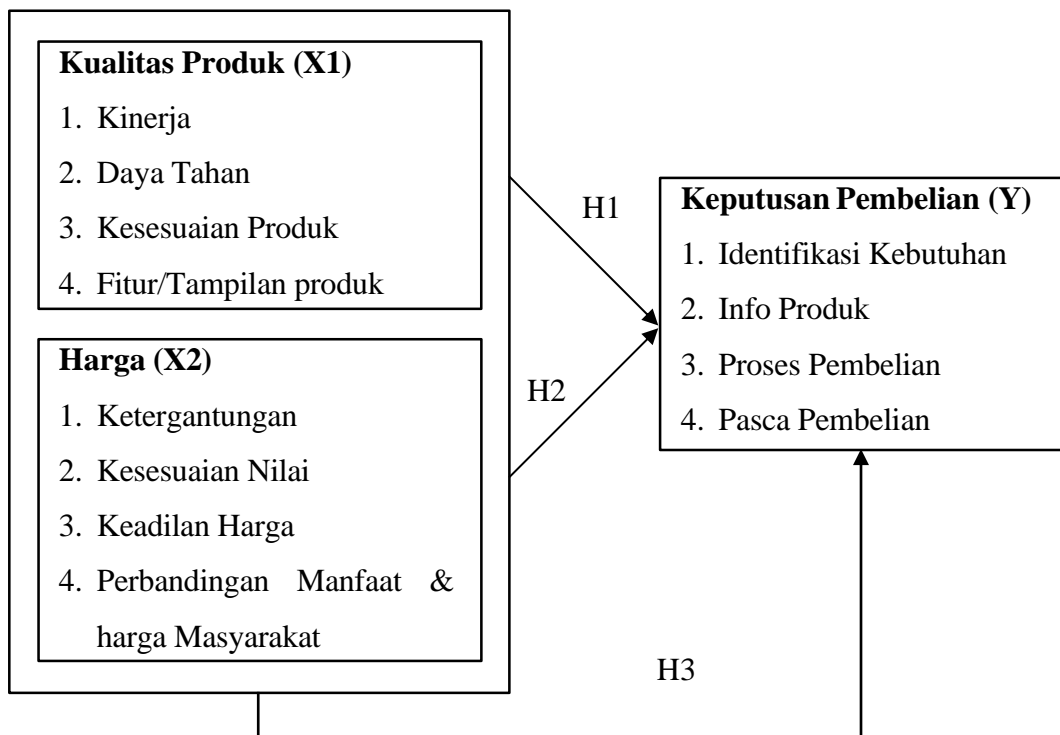 Kualitas Produk (X1)
1. Kinerja
2. Daya Tahan
3. Kesesuaian Produk
4. Fitur/Tampilan produk
Harga (X2)
1. Ketergantungan
2. Kesesuaian Nilai
3. Keadilan Harga
4. Perbandingan Manfaat &
harga Masyarakat
H1
H2
Keputusan Pembelian (Y)
1. Identifikasi Kebutuhan
2. Info Produk
3. Proses Pembelian
4. Pasca Pembelian
H3